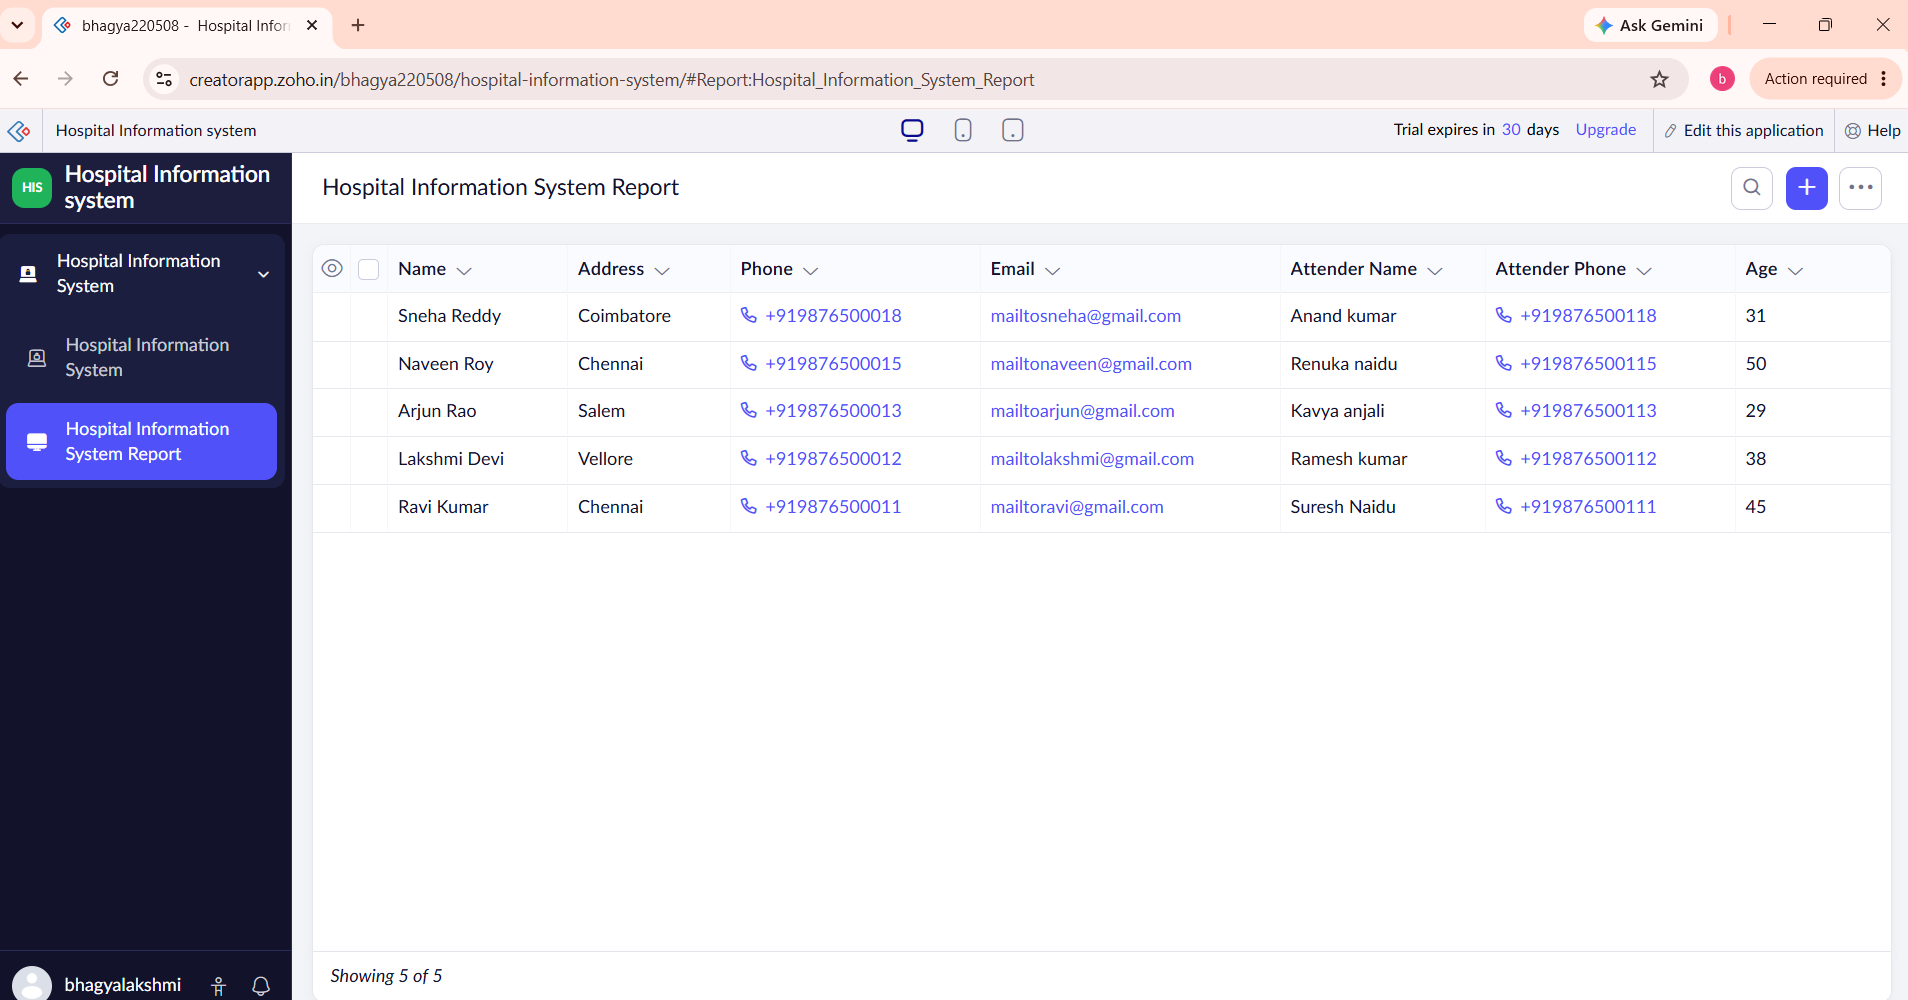 bhagya220508 - Hospital Infor
Ask Gemini
creatorapp.zoho.in/bhagya220508/hospital-information-system/#Report:Hospital_Information_System_Report
b
Action required
Hospital Information system
Trial expires in 30 days Upgrade
Edit this application
Help
HIS
Hospital Information
system
Hospital Information
System
Hospital Information
System
Hospital Information
System Report
bhagyalakshmi
Hospital Information System Report
Name Address Phone Email Attender Name Attender Phone Age
Sneha Reddy Coimbatore +919876500018 mailtosneha@gmail.com Anand kumar +919876500118 31
Naveen Roy Chennai +919876500015 mailtonaveen@gmail.com Renuka naidu +919876500115 50
Arjun Rao Salem +919876500013 mailtoarjun@gmail.com Kavya anjali +919876500113 29
Lakshmi Devi Vellore +919876500012 mailtolakshmi@gmail.com Ramesh kumar +919876500112 38
Ravi Kumar Chennai +919876500011 mailtoravi@gmail.com Suresh Naidu +919876500111 45
Showing 5 of 5